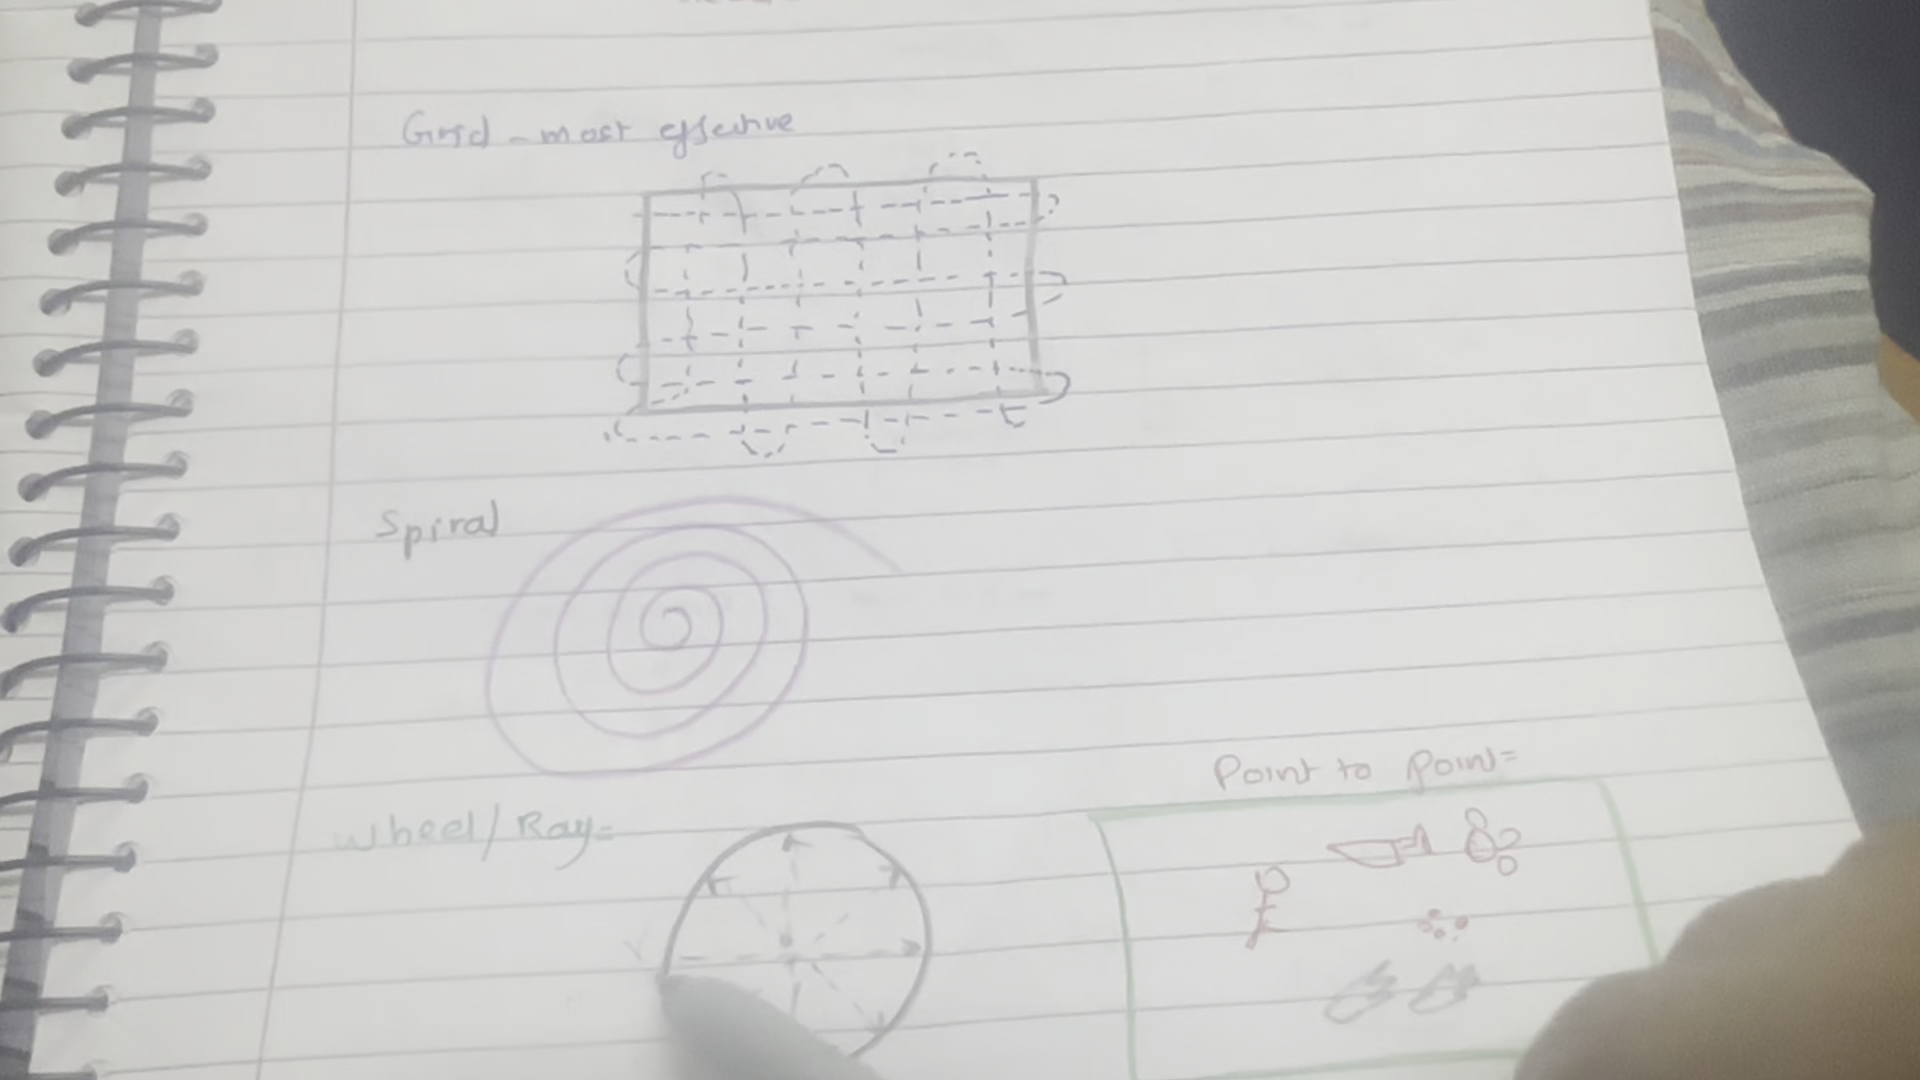 Grid - most effective
Spiral
Wheel/Ray=
Point to Point=